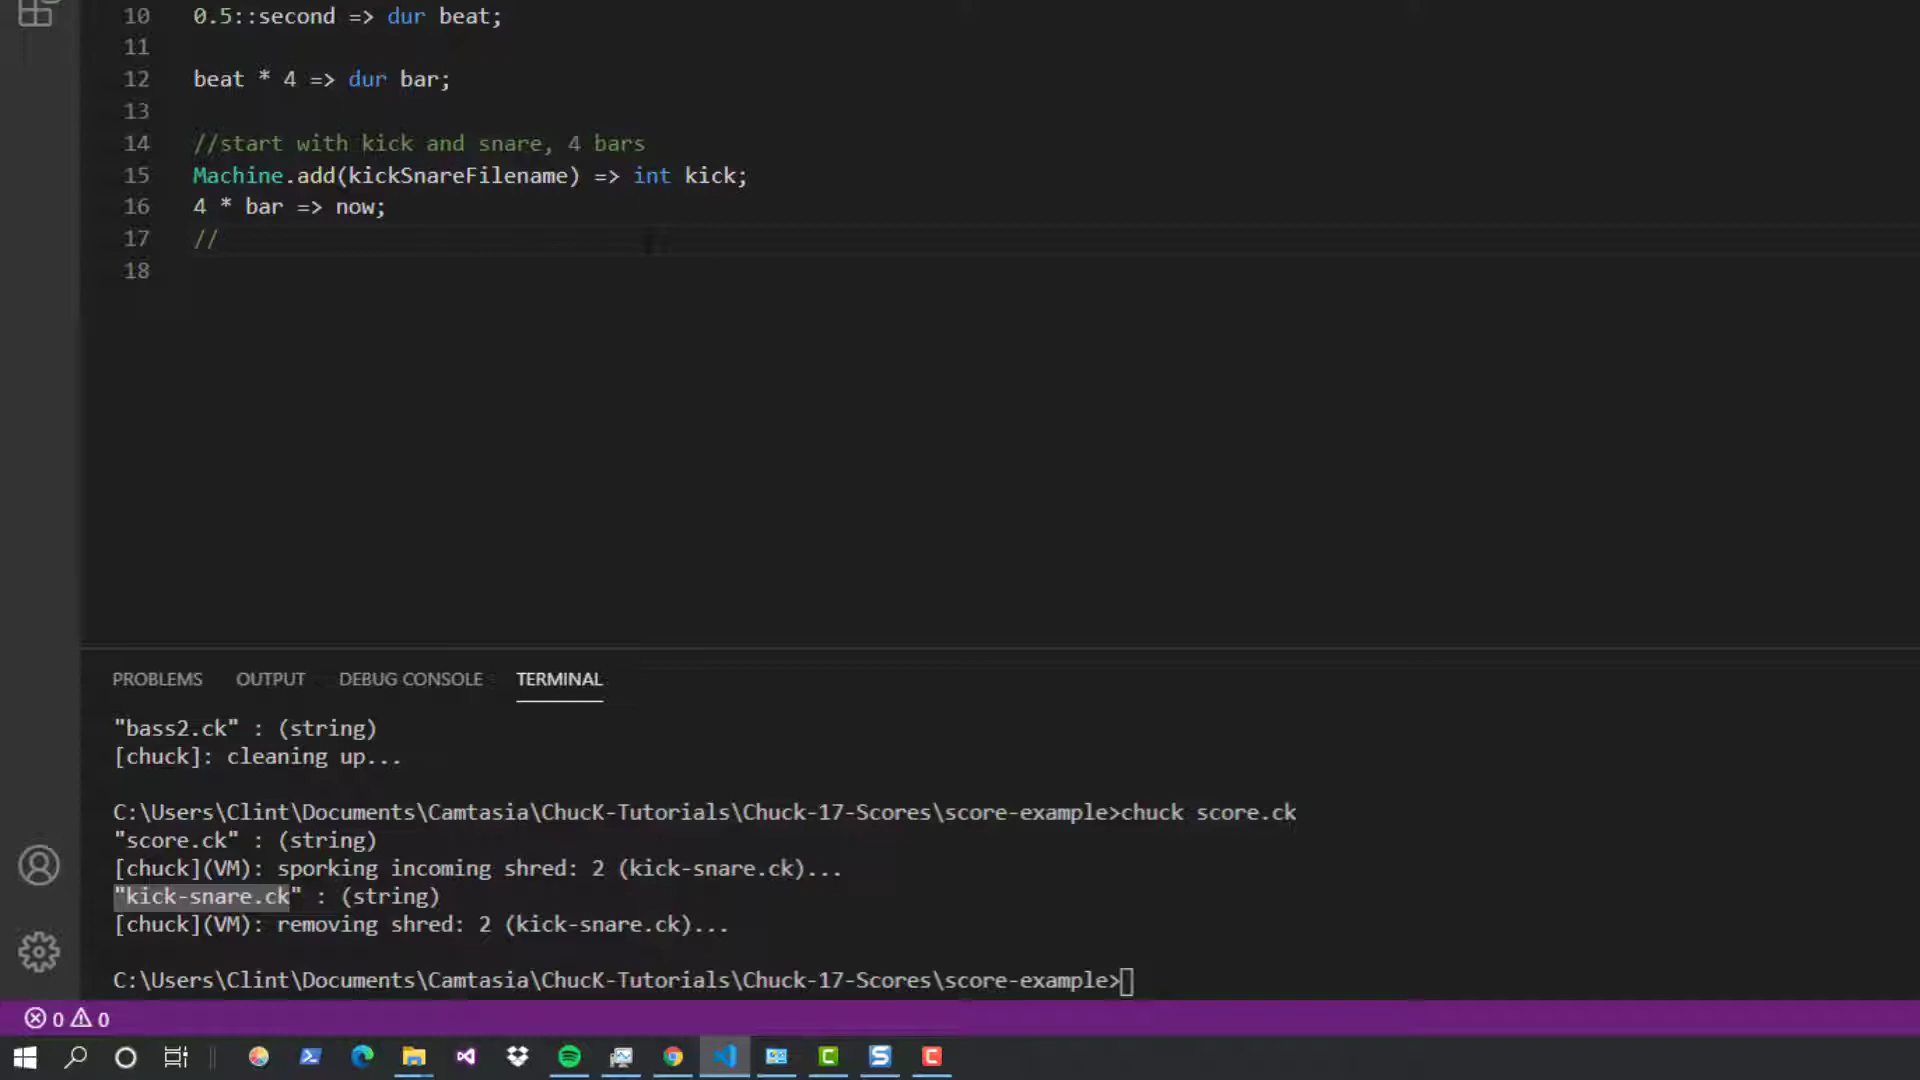 10 0.5::second => dur beat;
11
12 beat * 4 => dur bar;
13
14 //start with kick and snare, 4 bars
15 Machine.add(kickSnareFilename) => int kick;
16 4 * bar => now;
17 //
18
PROBLEMS OUTPUT DEBUG CONSOLE TERMINAL
"bass2.ck" : (string)
[chuck]: cleaning up...
C:\Users\Clint\Documents\Camtasia\ChucK-Tutorials\Chuck-17-Scores\score-example>chuck score.ck
"score.ck" : (string)
[chuck](VM): sporking incoming shred: 2 (kick-snare.ck)...
"kick-snare.ck" : (string)
[chuck](VM): removing shred: 2 (kick-snare.ck)...
C:\Users\Clint\Documents\Camtasia\ChucK-Tutorials\Chuck-17-Scores\score-example>
0 0